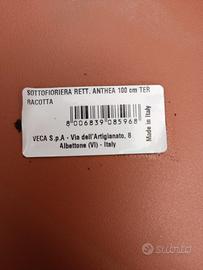 SOTTOFIORIERA RETT. ANTHEA 100 cm TER
RACOTTA
8 006839 085968
Made in Italy
VECA S.p.A - Via dell'Artigianato, 8
Albettone (VI) - Italy
subito